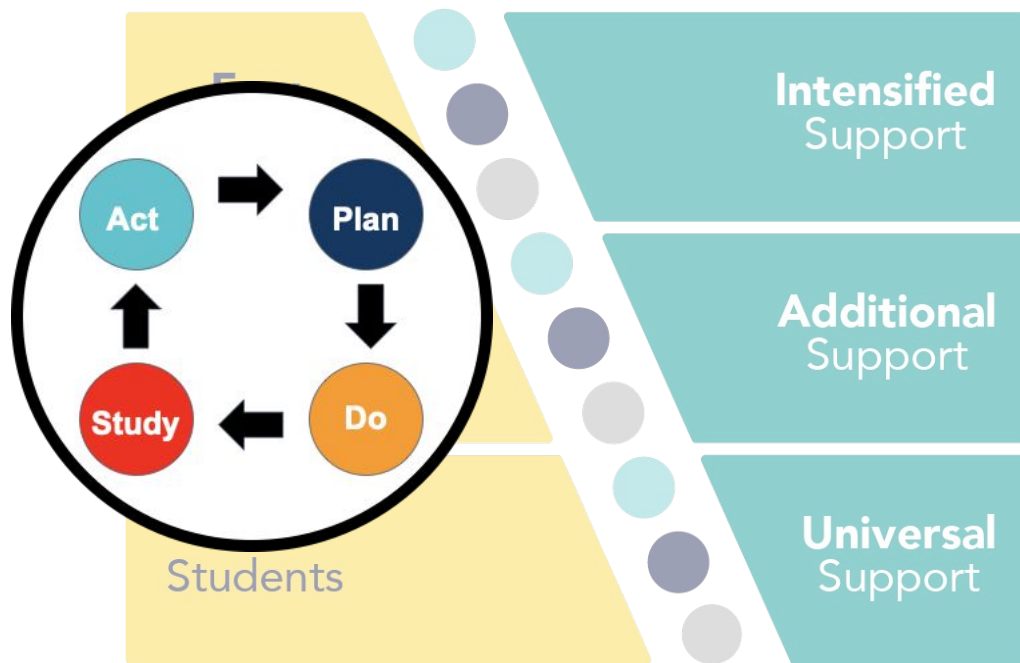 Act
Plan
Study
Do
Students
Intensified
Support
Additional
Support
Universal
Support